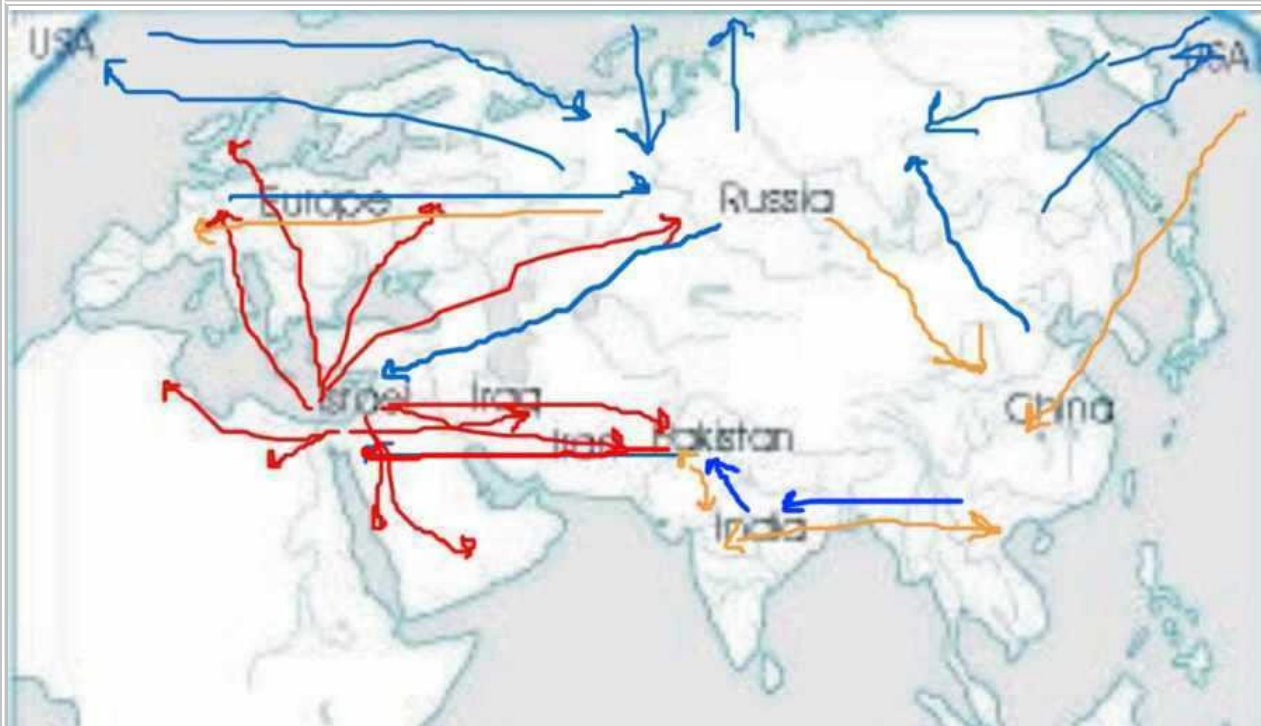 USA
USA
Europe
Russia
Israel
Iraq
China
Iran
Pakistan
India